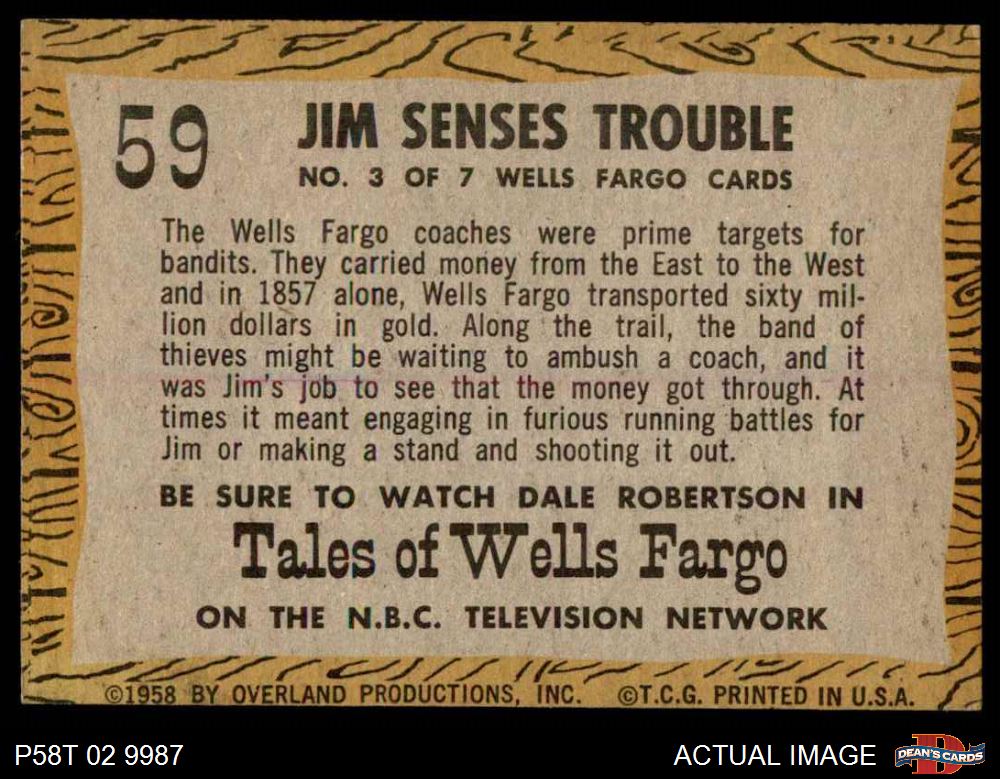 59
JIM SENSES TROUBLE
NO. 3 OF 7 WELLS FARGO CARDS
The Wells Fargo coaches were prime targets for
bandits. They carried money from the East to the West
and in 1857 alone, Wells Fargo transported sixty mil-
lion dollars in gold. Along the trail, the band of
thieves might be waiting to ambush a coach, and it
was Jim's job to see that the money got through. At
times it meant engaging in furious running battles for
Jim or making a stand and shooting it out.
BE SURE TO WATCH DALE ROBERTSON IN
Tales of Wells Fargo
ON THE N.B.C. TELEVISION NETWORK
©1958 BY OVERLAND PRODUCTIONS, INC. ©T.C.G. PRINTED IN U.S.A.
P58T 02 9987
ACTUAL IMAGE
D
DEAN'S CARDS